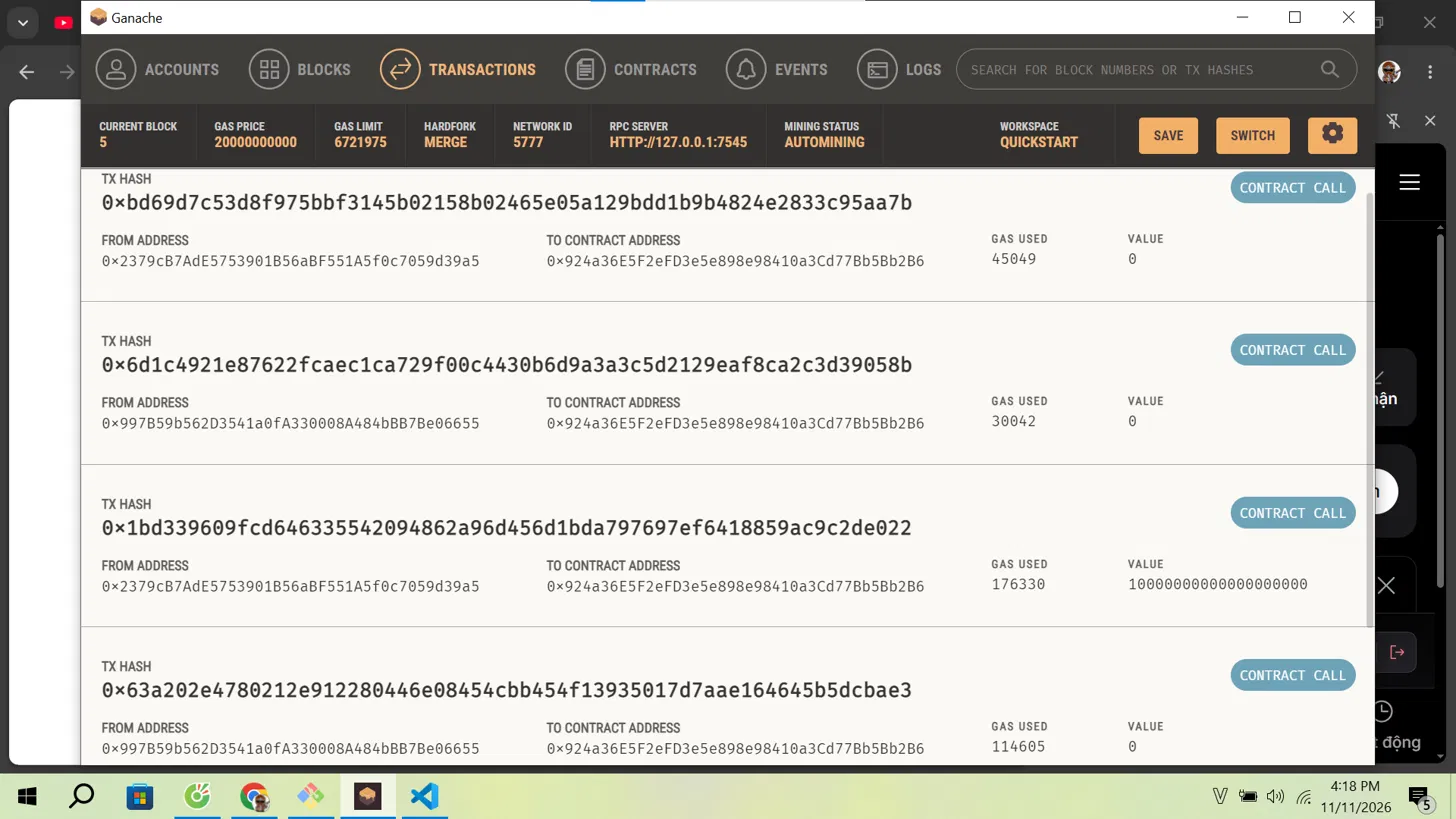 Ganache
ACCOUNTS BLOCKS TRANSACTIONS CONTRACTS EVENTS LOGS SEARCH FOR BLOCK NUMBERS OR TX HASHES
CURRENT BLOCK GAS PRICE GAS LIMIT HARDFORK NETWORK ID RPC SERVER MINING STATUS WORKSPACE
5 20000000000 6721975 MERGE 5777 HTTP://127.0.0.1:7545 AUTOMINING QUICKSTART
SAVE SWITCH
TX HASH
0×bd69d7c53d8f975bbf3145b02158b02465e05a129bdd1b9b4824e2833c95aa7b
CONTRACT CALL
FROM ADDRESS TO CONTRACT ADDRESS GAS USED VALUE
0×2379cB7AdE5753901B56aBF551A5f0c7059d39a5 0×924a36E5F2eFD3e5e898e98410a3Cd77Bb5Bb2B6 45049 0
TX HASH
0×6d1c4921e87622fcaec1ca729f00c4430b6d9a3a3c5d2129eaf8ca2c3d39058b
CONTRACT CALL
FROM ADDRESS TO CONTRACT ADDRESS GAS USED VALUE
0×997B59b562D3541a0fA330008A484bBB7Be06655 0×924a36E5F2eFD3e5e898e98410a3Cd77Bb5Bb2B6 30042 0
TX HASH
0×1bd339609fcd646335542094862a96d456d1bda797697ef6418859ac9c2de022
CONTRACT CALL
FROM ADDRESS TO CONTRACT ADDRESS GAS USED VALUE
0×2379cB7AdE5753901B56aBF551A5f0c7059d39a5 0×924a36E5F2eFD3e5e898e98410a3Cd77Bb5Bb2B6 176330 10000000000000000000
TX HASH
0×63a202e4780212e912280446e08454cbb454f13935017d7aae164645b5dcbae3
CONTRACT CALL
FROM ADDRESS TO CONTRACT ADDRESS GAS USED VALUE
0×997B59b562D3541a0fA330008A484bBB7Be06655 0×924a36E5F2eFD3e5e898e98410a3Cd77Bb5Bb2B6 114605 0
động
V
4:18 PM
11/11/2026
5